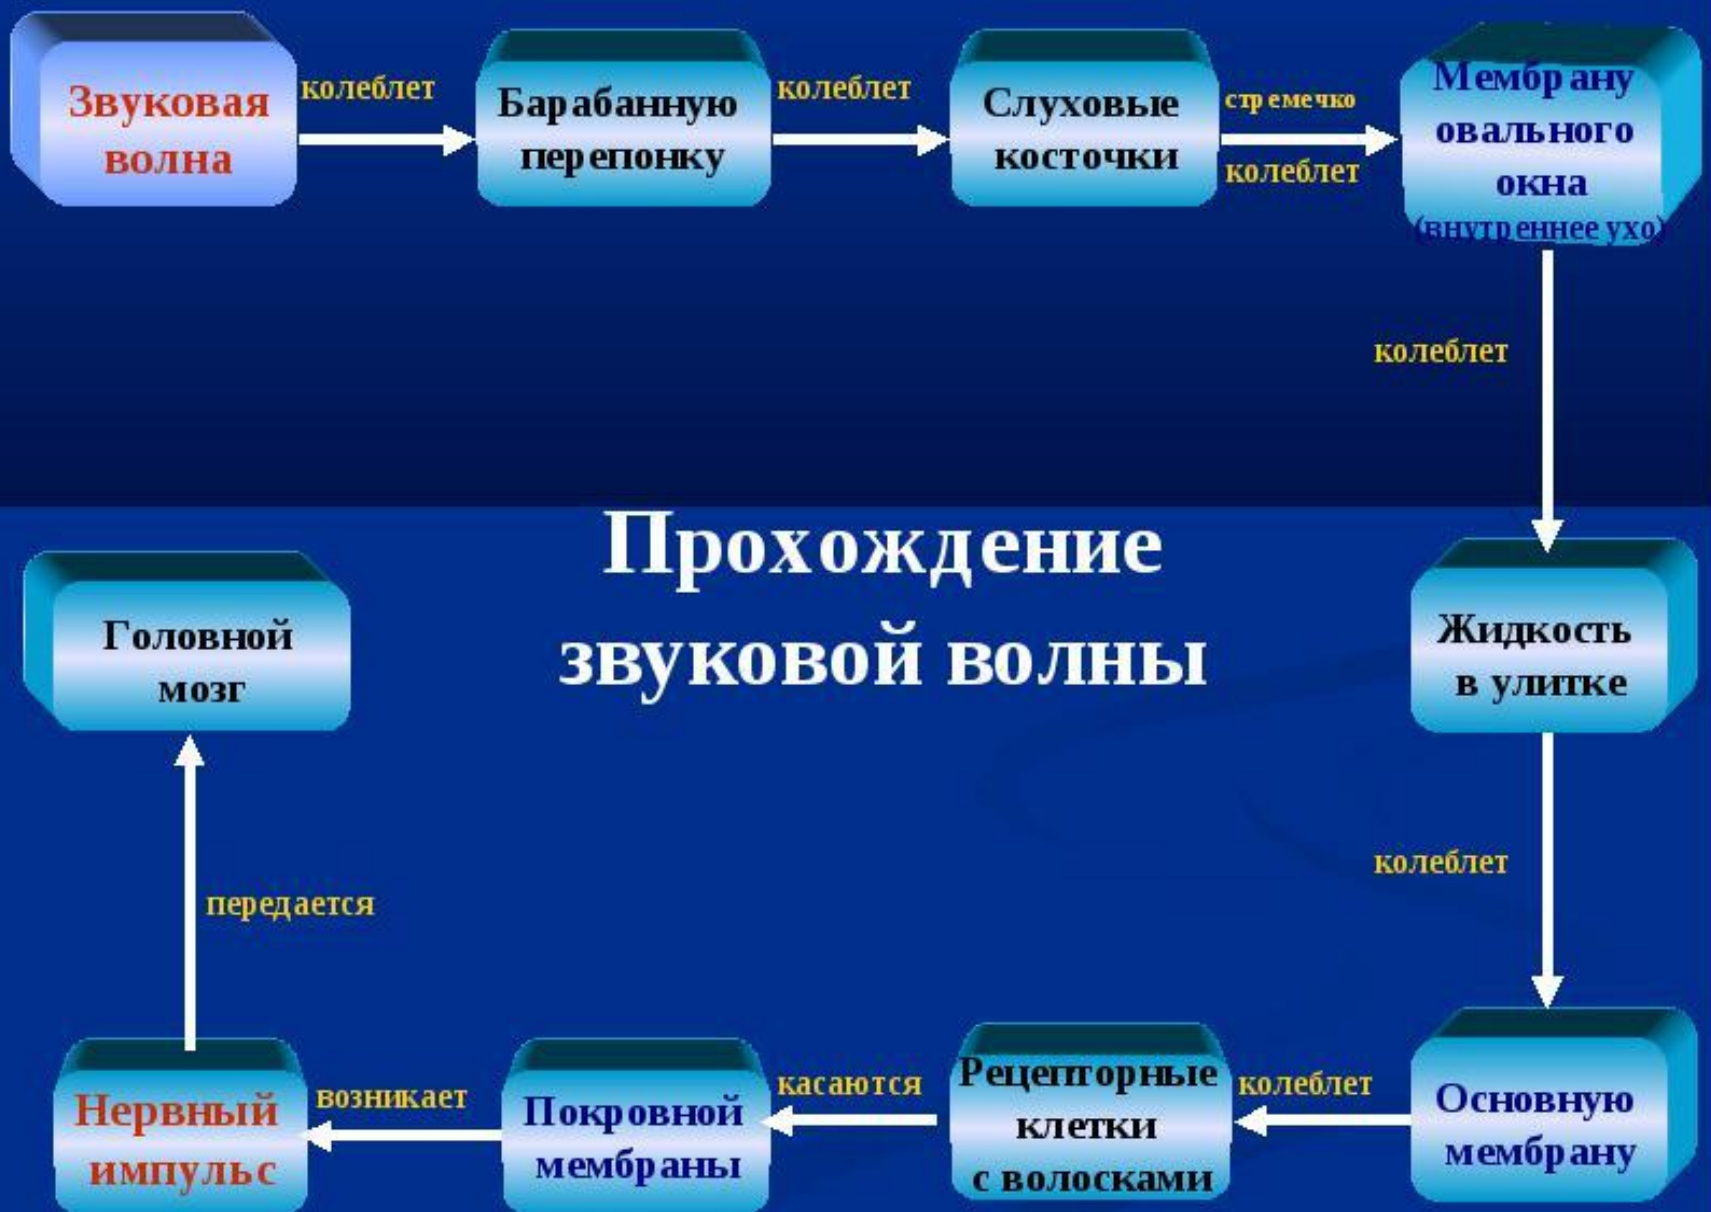 Звуковая
волна
колеблет
Барабанную
перепонку
колеблет
Слуховые
косточки
стремечко
колеблет
Мембрану
овального
окна
(внутреннее ухо)
колеблет
Прохождение
звуковой волны
Жидкость
в улитке
колеблет
Основную
мембрану
колеблет
Рецепторные
клетки
с волосками
касаются
Покровной
мембраны
возникает
Нервный
импульс
передается
Головной
мозг